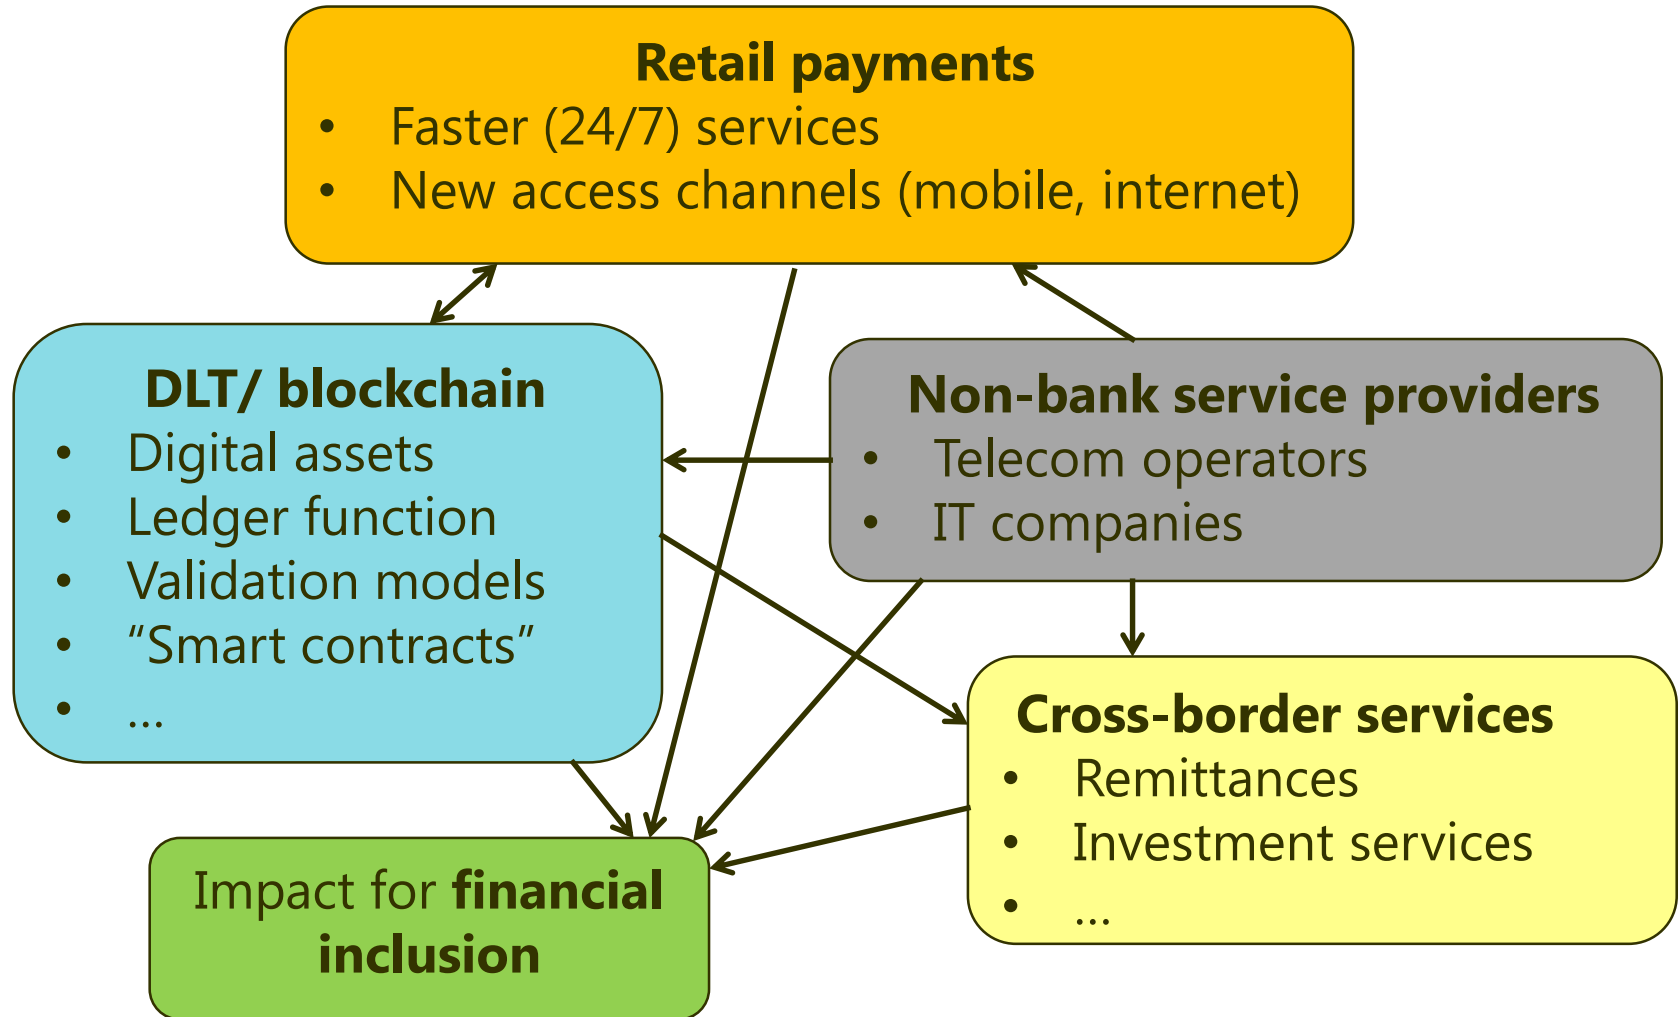 Retail payments
• Faster (24/7) services
• New access channels (mobile, internet)
DLT/ blockchain
• Digital assets
• Ledger function
• Validation models
• “Smart contracts”
• ...
Non-bank service providers
• Telecom operators
• IT companies
Cross-border services
• Remittances
• Investment services
• ...
Impact for financial
inclusion